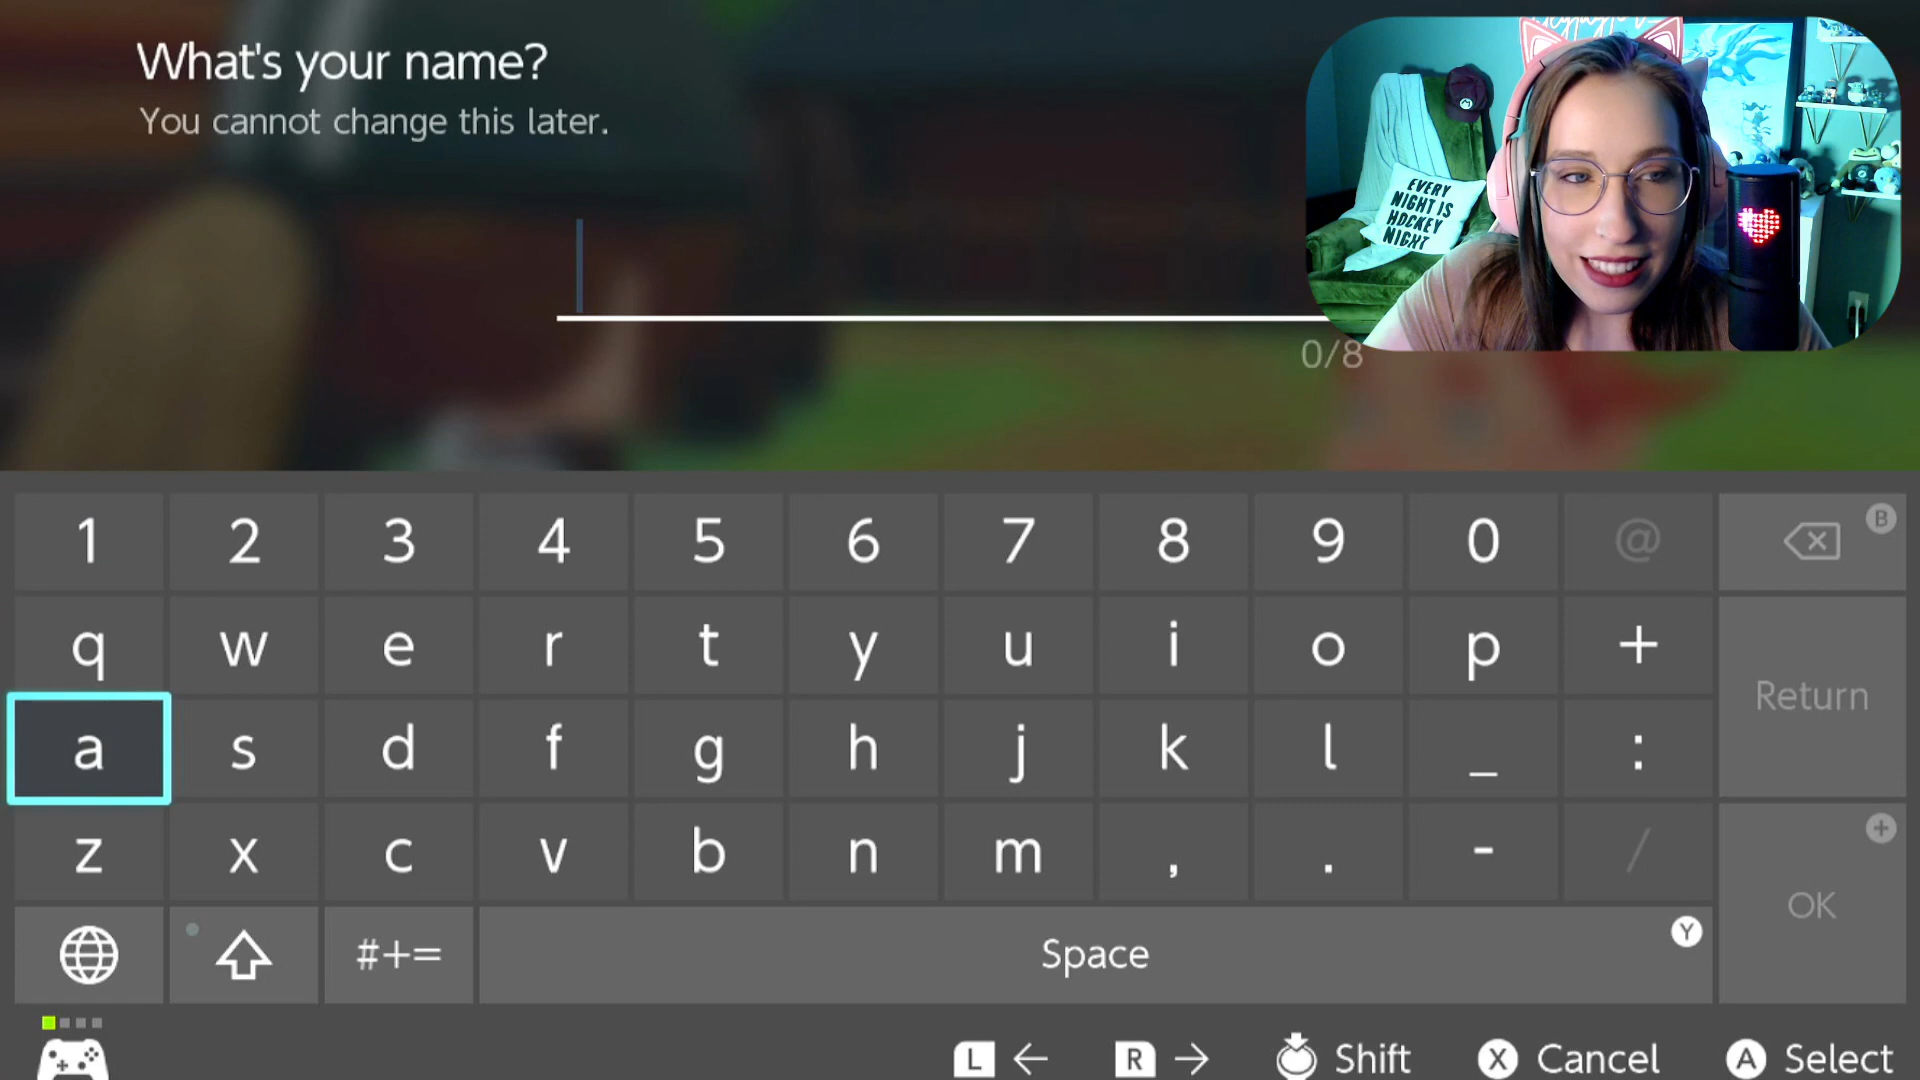 What's your name?
You cannot change this later.
EVERY
NIGHT IS
HOCKEY
NIGHT
0/8
1 2 3 4 5 6 7 8 9 0 @ B
q w e r t y u i o p +
Return
a s d f g h j k l _ :
z x c v b n m , . - /
OK
#+= Space Y
L ← R → Shift X Cancel A Select